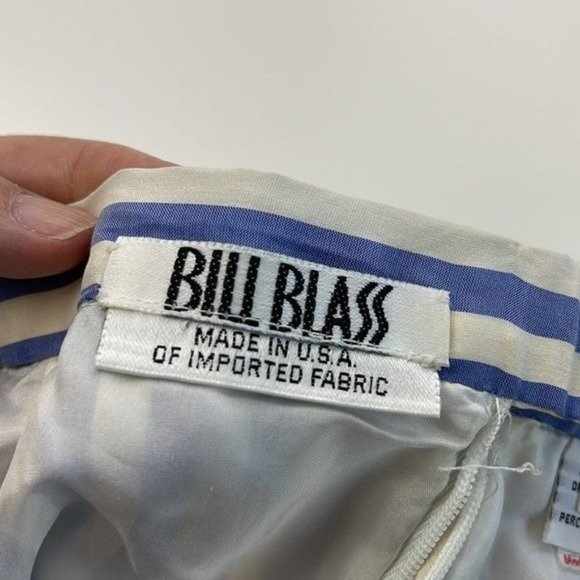 BILL BLASS
MADE IN U.S.A.
OF IMPORTED FABRIC